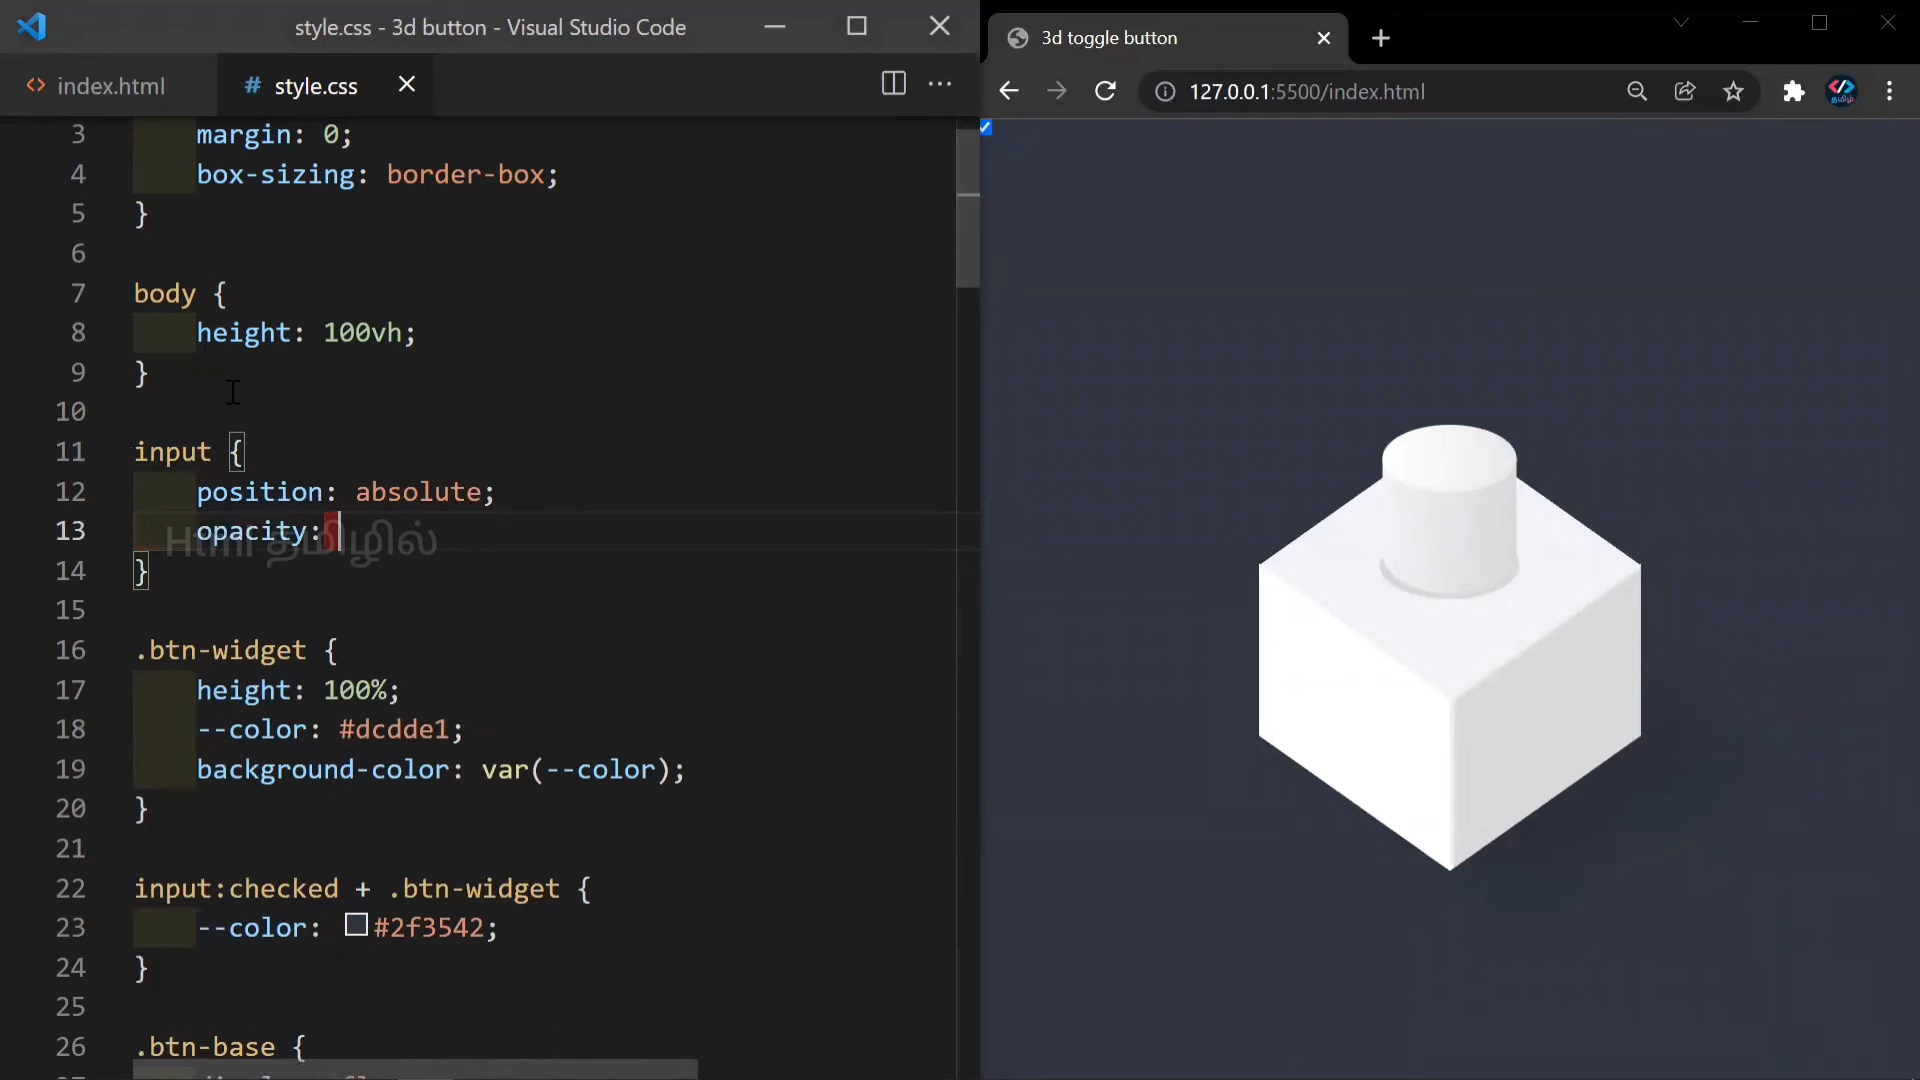 style.css - 3d button - Visual Studio Code
index.html
# style.css
3 margin: 0;
4 box-sizing: border-box;
5 }
6
7 body {
8 height: 100vh;
9 }
10
11 input {
12 position: absolute;
13 opacity:
Html தமிழில்
14 }
15
16 .btn-widget {
17 height: 100%;
18 --color: #dcdde1;
19 background-color: var(--color);
20 }
21
22 input:checked + .btn-widget {
23 --color: #2f3542;
24 }
25
26 .btn-base {
3d toggle button
127.0.0.1:5500/index.html
தமிழ்